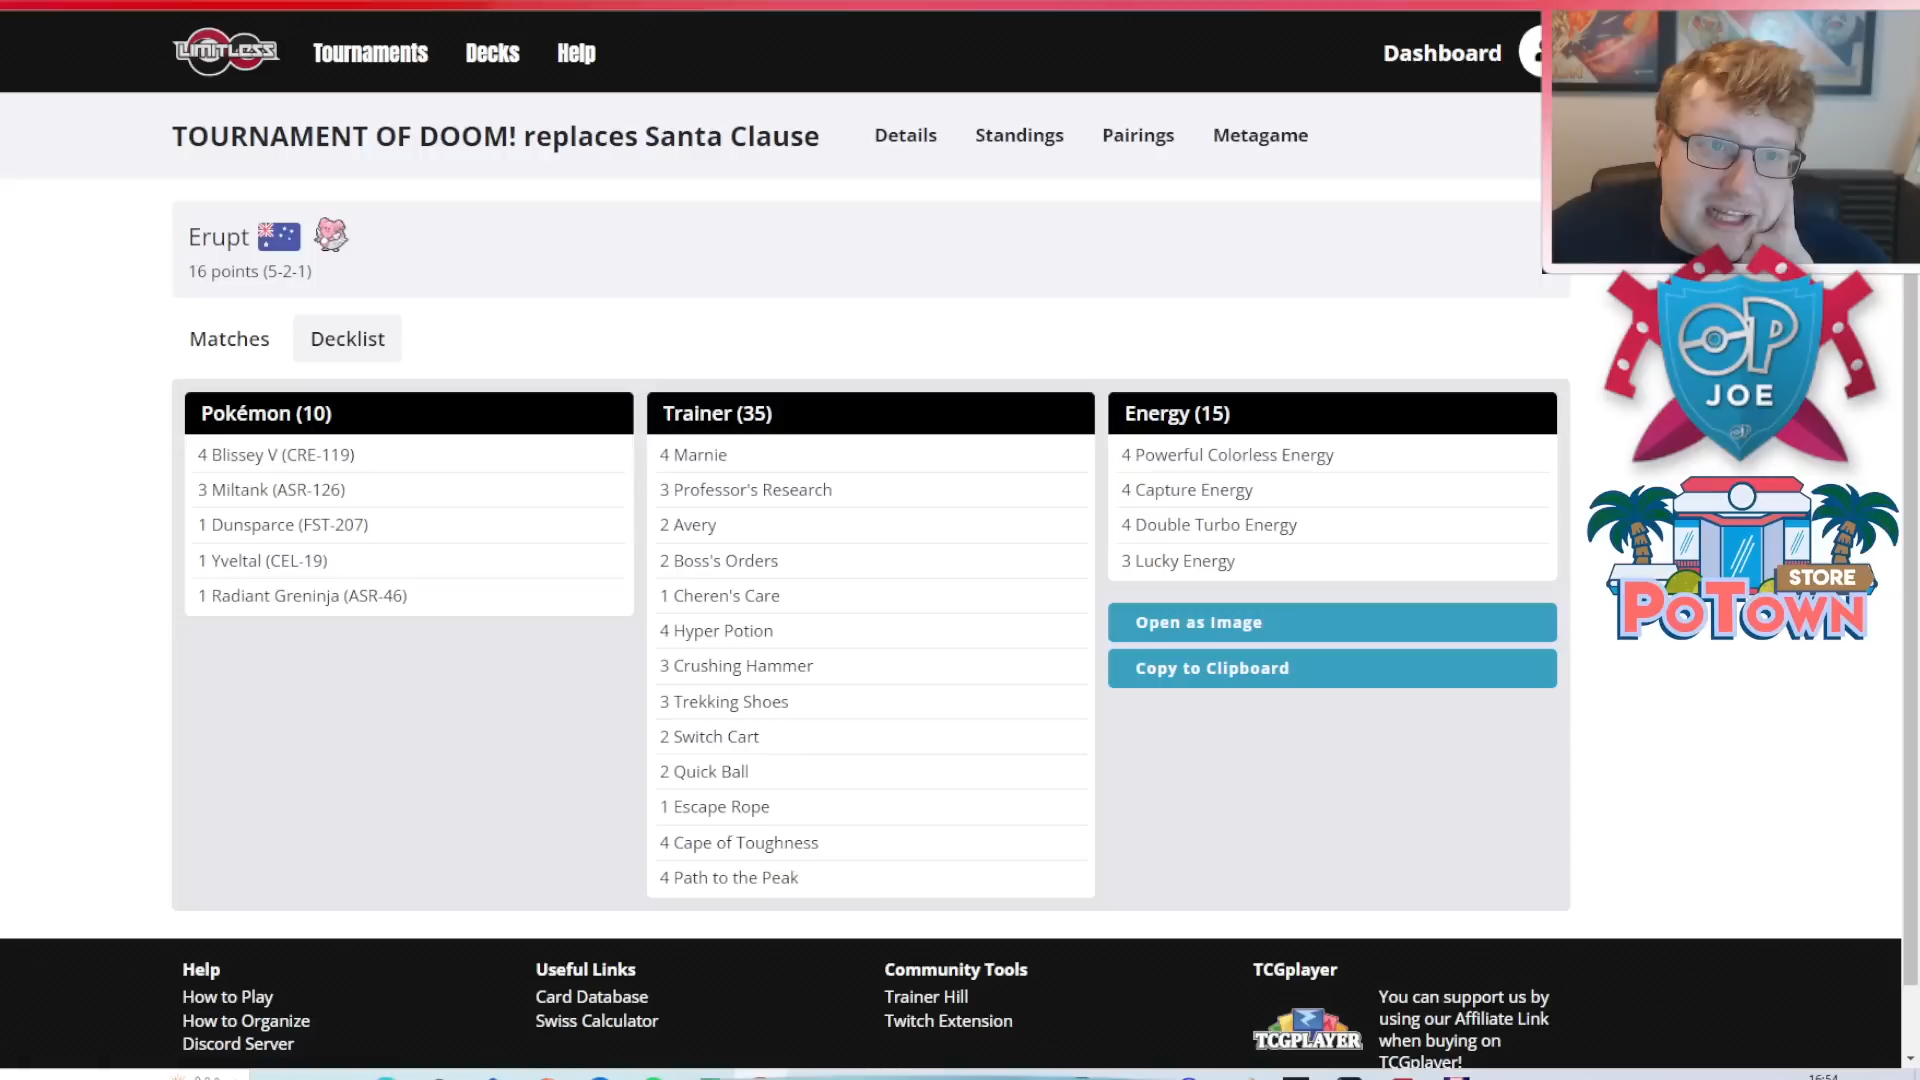 LIMITLESS Tournaments Decks Help Dashboard
TOURNAMENT OF DOOM! replaces Santa Clause Details Standings Pairings Metagame
Erupt
16 points (5-2-1)
Matches Decklist
Pokémon (10)
4 Blissey V (CRE-119)
3 Miltank (ASR-126)
1 Dunsparce (FST-207)
1 Yveltal (CEL-19)
1 Radiant Greninja (ASR-46)
Trainer (35)
4 Marnie
3 Professor's Research
2 Avery
2 Boss's Orders
1 Cheren's Care
4 Hyper Potion
3 Crushing Hammer
3 Trekking Shoes
2 Switch Cart
2 Quick Ball
1 Escape Rope
4 Cape of Toughness
4 Path to the Peak
Energy (15)
4 Powerful Colorless Energy
4 Capture Energy
4 Double Turbo Energy
3 Lucky Energy
Open as Image
Copy to Clipboard
OP
JOE
STORE
POTOWN
Help
How to Play
How to Organize
Discord Server
Useful Links
Card Database
Swiss Calculator
Community Tools
Trainer Hill
Twitch Extension
TCGplayer
TCGPLAYER
You can support us by
using our Affiliate Link
when buying on
TCGplayer!
16:54